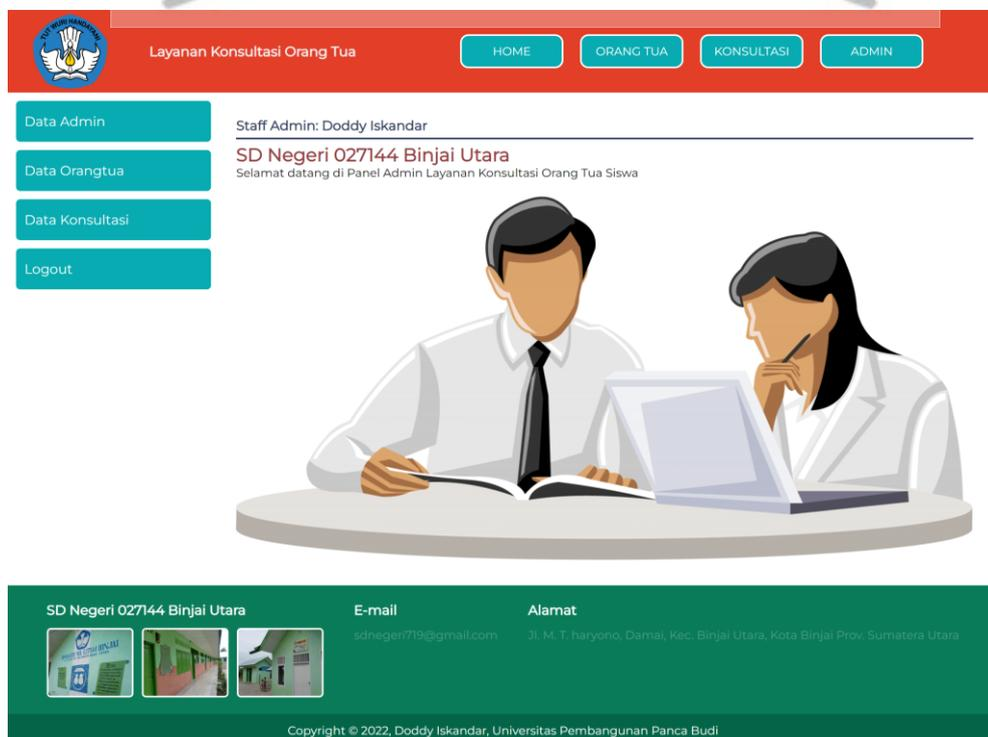 TUT WURI HANDAYANI
Layanan Konsultasi Orang Tua
HOME
ORANG TUA
KONSULTASI
ADMIN
Data Admin
Data Orangtua
Data Konsultasi
Logout
Staff Admin: Doddy Iskandar
SD Negeri 027144 Binjai Utara
Selamat datang di Panel Admin Layanan Konsultasi Orang Tua Siswa
SD Negeri 027144 Binjai Utara
E-mail
sdnegeri719@gmail.com
Alamat
Jl. M. T. haryono, Damai, Kec. Binjai Utara, Kota Binjai Prov. Sumatera Utara
Copyright © 2022, Doddy Iskandar, Universitas Pembangunan Panca Budi